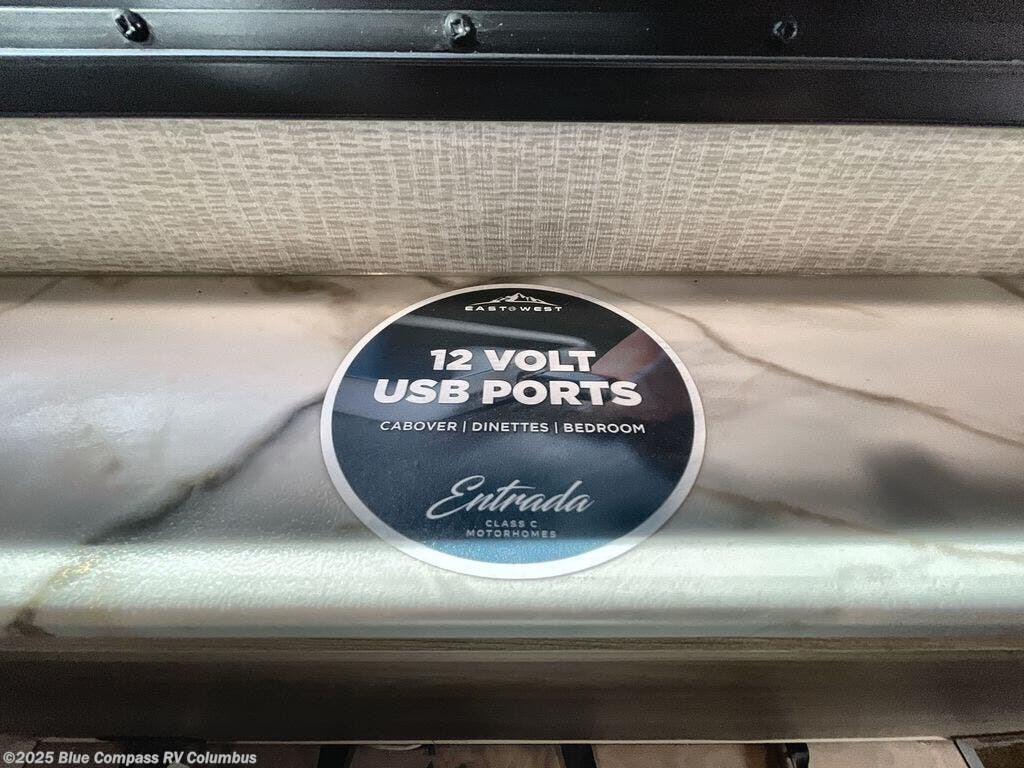 EAST TO WEST
12 VOLT
USB PORTS
CABOVER | DINETTES | BEDROOM
Entrada
CLASS C
MOTORHOMES
©2025 Blue Compass RV Columbus